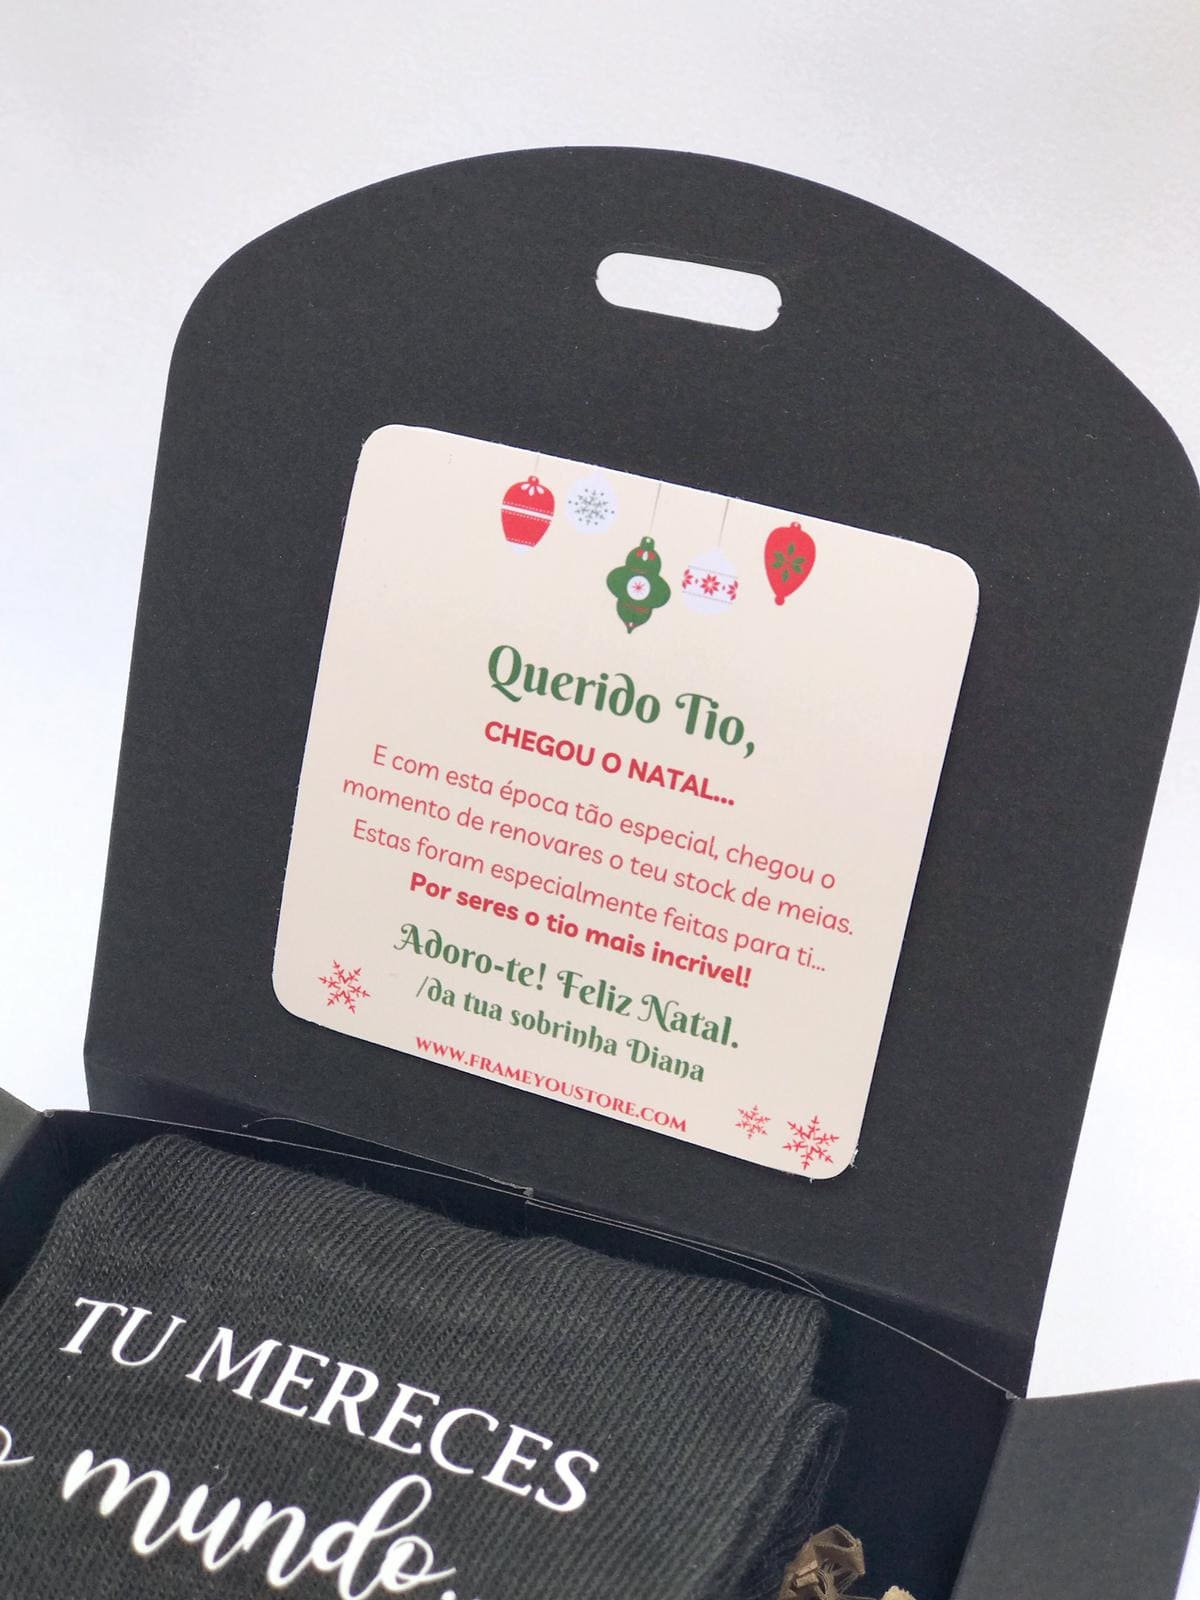 Querido Tio,
CHEGOU O NATAL...
E com esta época tão especial, chegou o
momento de renovares o teu stock de meias.
Estas foram especialmente feitas para ti...
Por seres o tio mais incrivel!
Adoro-te! Feliz Natal.
/da tua sobrinha Diana
WWW.FRAMEYOUSTORE.COM
TU MERECES
o mundo